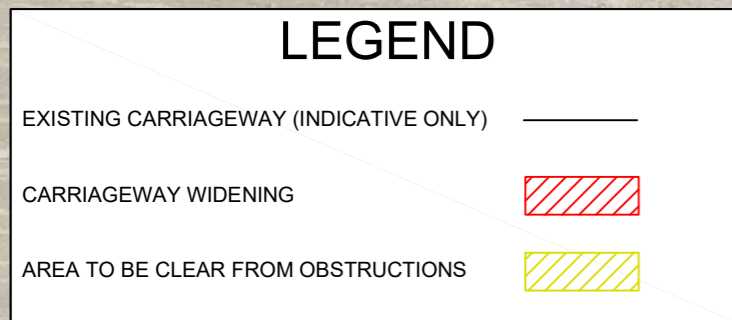 LEGEND
EXISTING CARRIAGEWAY (INDICATIVE ONLY)
CARRIAGEWAY WIDENING
AREA TO BE CLEAR FROM OBSTRUCTIONS